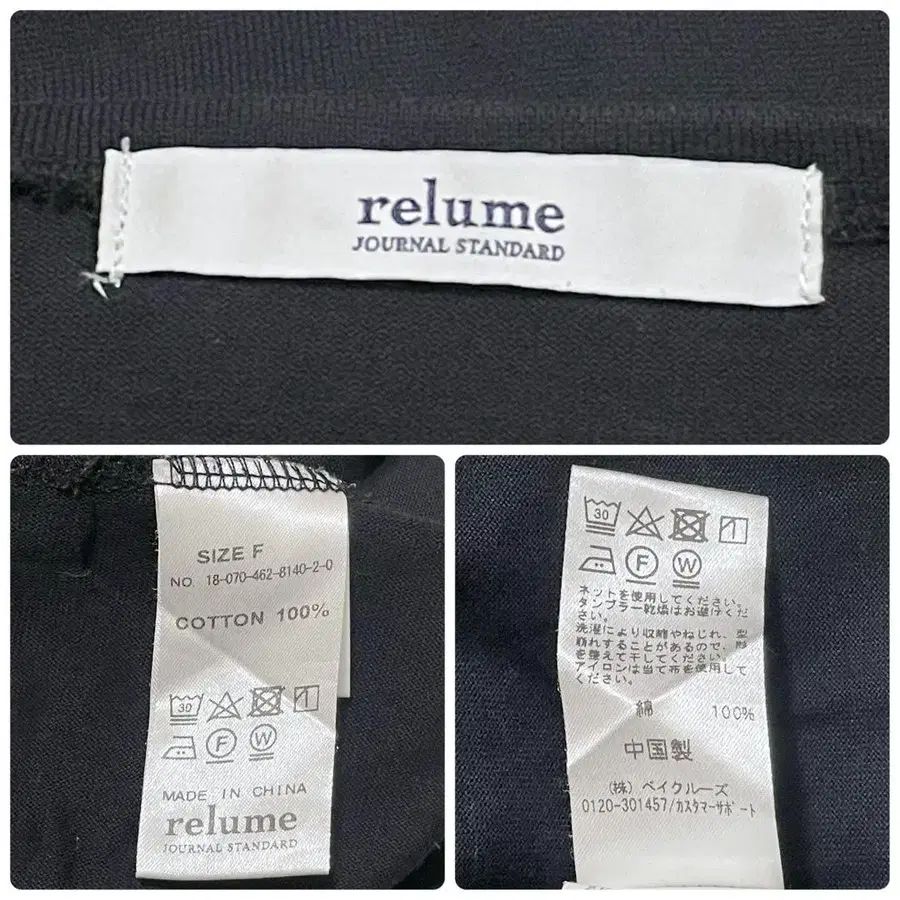 relume
JOURNAL STANDARD
SIZE F
NO. 18-070-462-8140-2-0
COTTON 100%
30
F
W
MADE IN CHINA
relume
JOURNAL STANDARD
30
F
W
ネットを使用してください。
タンブラー乾燥はお避けくだ
さい。
洗濯により収縮やねじれ、型
崩れすることがあるので、形
を整えて干してください。
アイロンは当て布を使用して
ください。
綿 100%
中国製
(株) ベイクルーズ
0120-301457/カスタマーサポート